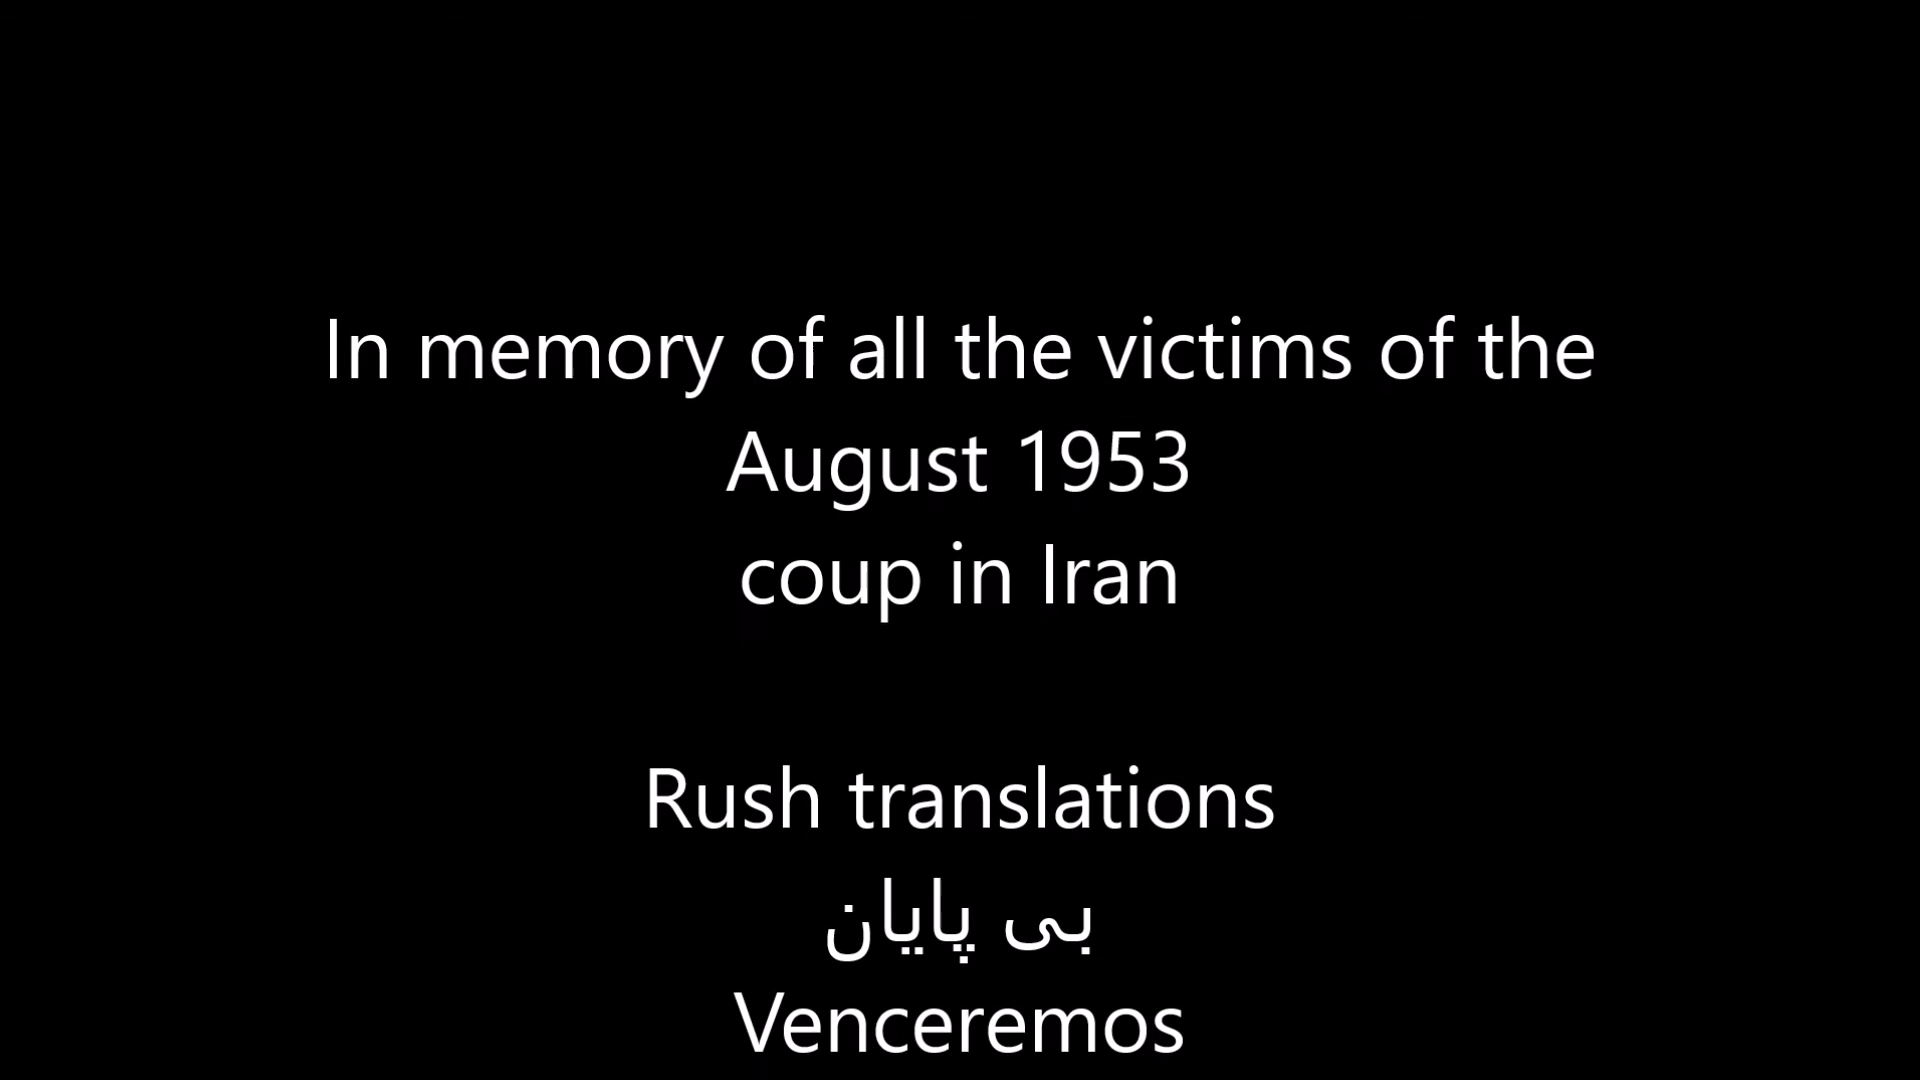 In memory of all the victims of the
August 1953
coup in Iran
Rush translations
بی پایان
Venceremos